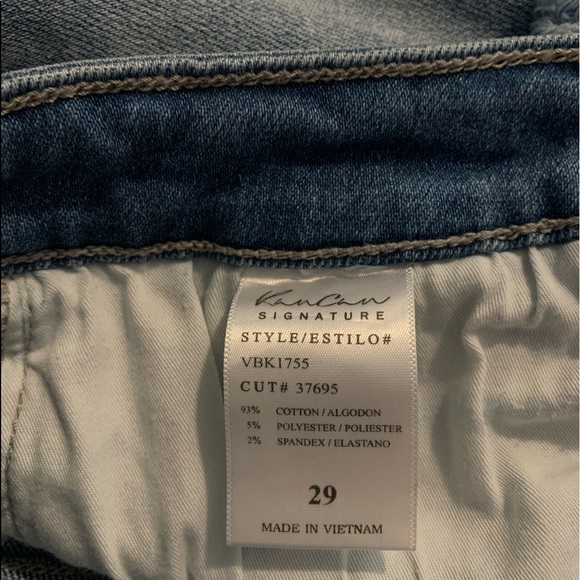 KanCan
SIGNATURE
STYLE/ESTILO#
VBK1755
CUT# 37695
93% COTTON / ALGODON
5% POLYESTER / POLIESTER
2% SPANDEX / ELASTANO
29
MADE IN VIETNAM